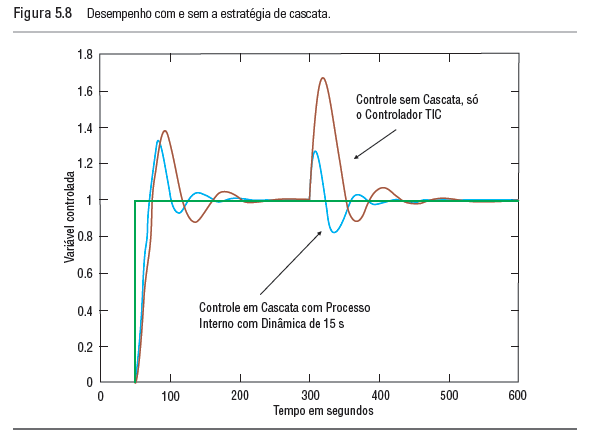 Figura 5.8 Desempenho com e sem a estratégia de cascata.
1.8
1.6
1.4
1.2
1
0.8
0.6
0.4
0.2
0
Variável controlada
Controle sem Cascata, só
o Controlador TIC
Controle em Cascata com Processo
Interno com Dinâmica de 15 s
0 100 200 300 400 500 600
Tempo em segundos